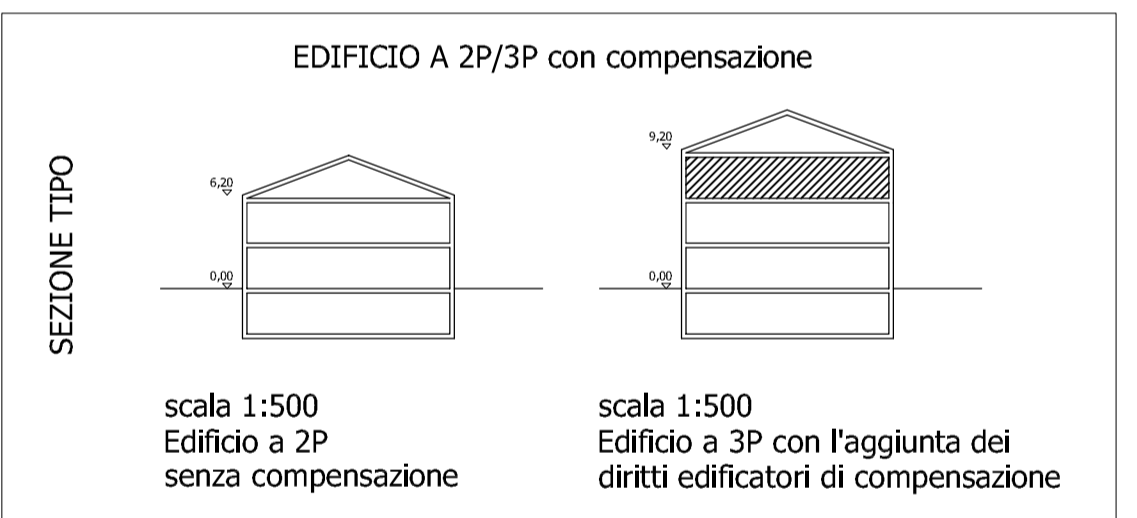 EDIFICIO A 2P/3P con compensazione
SEZIONE TIPO
6,20
0,00
9,20
0,00
scala 1:500
Edificio a 2P
senza compensazione
scala 1:500
Edificio a 3P con l'aggiunta dei
diritti edificatori di compensazione